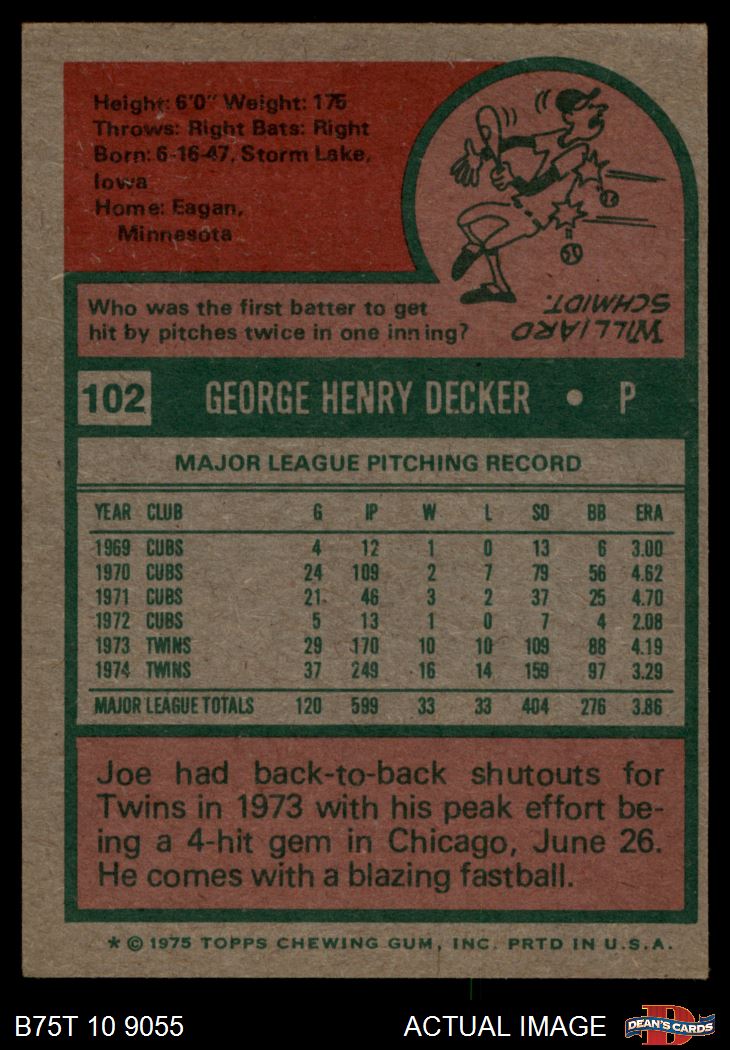 Height: 6'0" Weight: 175
Throws: Right Bats: Right
Born: 6-16-47, Storm Lake,
Iowa
Home: Eagan,
Minnesota
Who was the first batter to get
hit by pitches twice in one inning?
WILLIARD
SCHMIDT.
102 GEORGE HENRY DECKER • P
MAJOR LEAGUE PITCHING RECORD
YEAR CLUB G IP W L SO BB ERA
1969 CUBS 4 12 1 0 13 6 3.00
1970 CUBS 24 109 2 7 79 56 4.62
1971 CUBS 21 46 3 2 37 25 4.70
1972 CUBS 5 13 1 0 7 4 2.08
1973 TWINS 29 170 10 10 109 88 4.19
1974 TWINS 37 249 16 14 159 97 3.29
MAJOR LEAGUE TOTALS 120 599 33 33 404 276 3.86
Joe had back-to-back shutouts for
Twins in 1973 with his peak effort be-
ing a 4-hit gem in Chicago, June 26.
He comes with a blazing fastball.
* © 1975 TOPPS CHEWING GUM, INC. PRTD IN U.S.A.
B75T 10 9055 ACTUAL IMAGE D DEAN'S CARDS